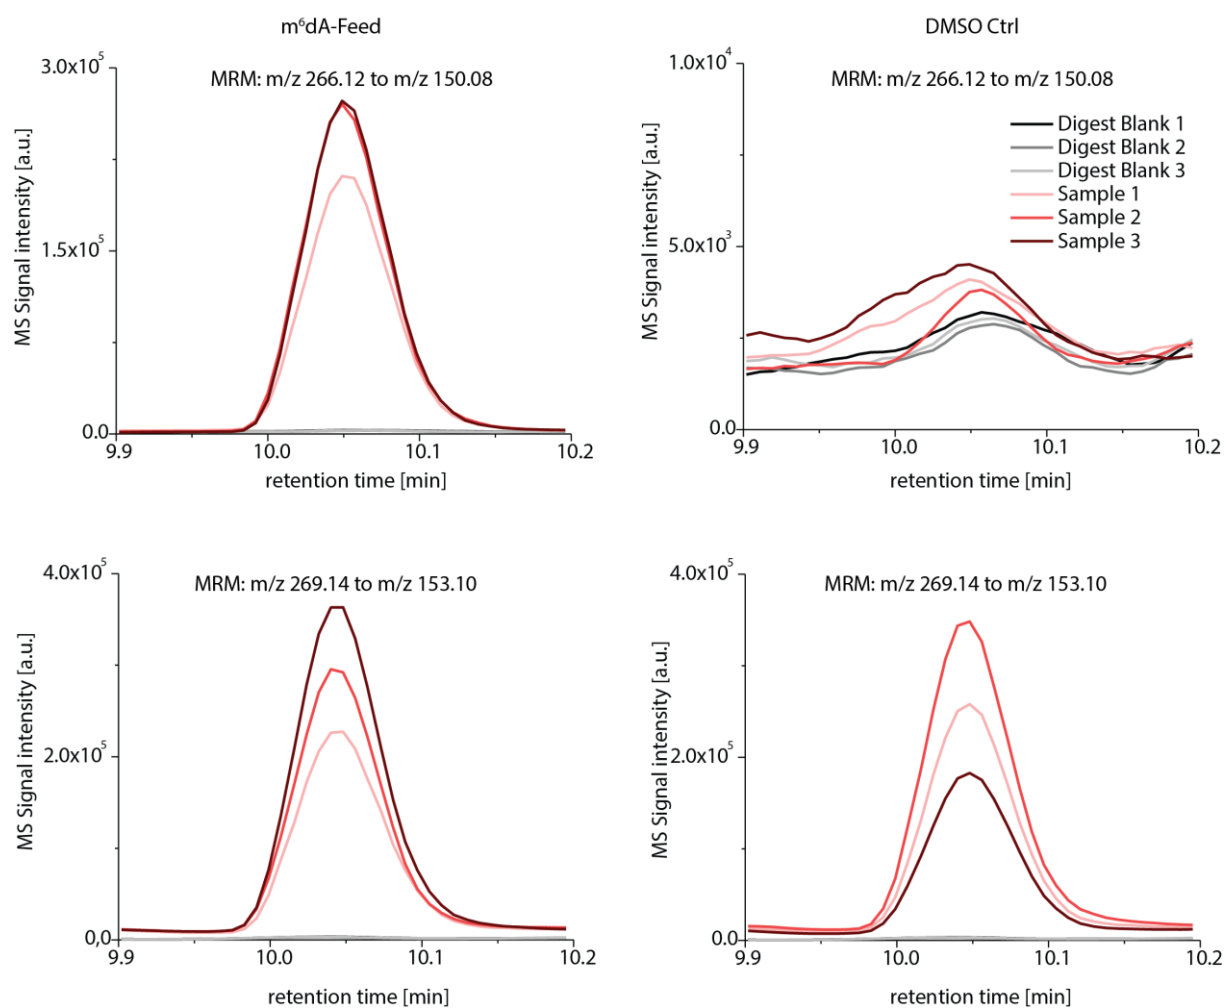 m⁶dA-Feed
MRM: m/z 266.12 to m/z 150.08
MS Signal intensity [a.u.]
3.0x10⁵
1.5x10⁵
0.0
9.9 10.0 10.1 10.2
retention time [min]
DMSO Ctrl
MRM: m/z 266.12 to m/z 150.08
MS Signal intensity [a.u.]
1.0x10⁴
5.0x10³
0.0
9.9 10.0 10.1 10.2
retention time [min]
Digest Blank 1
Digest Blank 2
Digest Blank 3
Sample 1
Sample 2
Sample 3
MRM: m/z 269.14 to m/z 153.10
MS Signal intensity [a.u.]
4.0x10⁵
2.0x10⁵
0,0
9.9 10.0 10.1 10.2
retention time [min]
MRM: m/z 269.14 to m/z 153.10
MS Signal intensity [a.u.]
4.0x10⁵
2.0x10⁵
0.0
9.9 10.0 10.1 10.2
retention time [min]